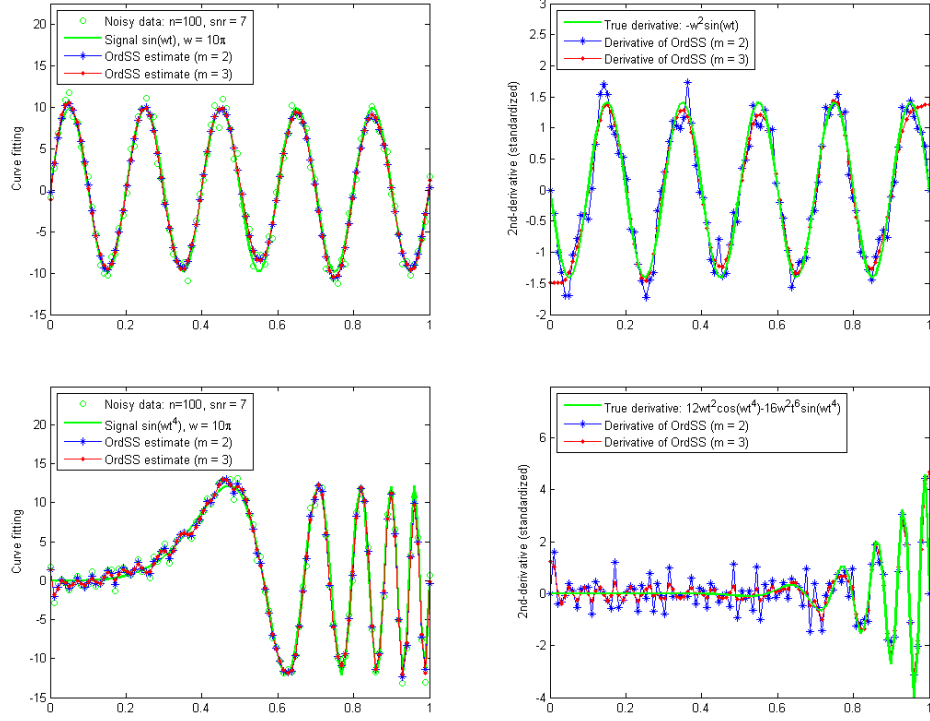 Noisy data: n=100, snr = 7
Signal sin(wt), w = 10π
OrdSS estimate (m = 2)
OrdSS estimate (m = 3)
Curve fitting
20
15
10
5
0
-5
-10
-15
0 0.2 0.4 0.6 0.8 1
True derivative: -w²sin(wt)
Derivative of OrdSS (m = 2)
Derivative of OrdSS (m = 3)
2nd-derivative (standardized)
3
2.5
2
1.5
1
0.5
0
-0.5
-1
-1.5
-2
0 0.2 0.4 0.6 0.8 1
Noisy data: n=100, snr = 7
Signal sin(wt⁴), w = 10π
OrdSS estimate (m = 2)
OrdSS estimate (m = 3)
Curve fitting
20
15
10
5
0
-5
-10
-15
0 0.2 0.4 0.6 0.8 1
True derivative: 12wt²cos(wt⁴)-16w²t⁶sin(wt⁴)
Derivative of OrdSS (m = 2)
Derivative of OrdSS (m = 3)
2nd-derivative (standardized)
6
4
2
0
-2
-4
0 0.2 0.4 0.6 0.8 1